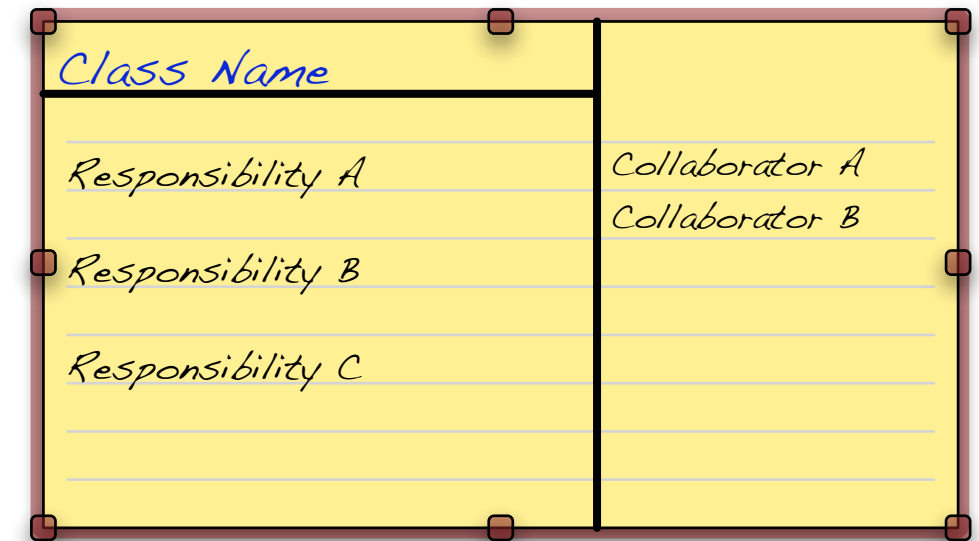 Class Name
Responsibility A
Responsibility B
Responsibility C
Collaborator A
Collaborator B